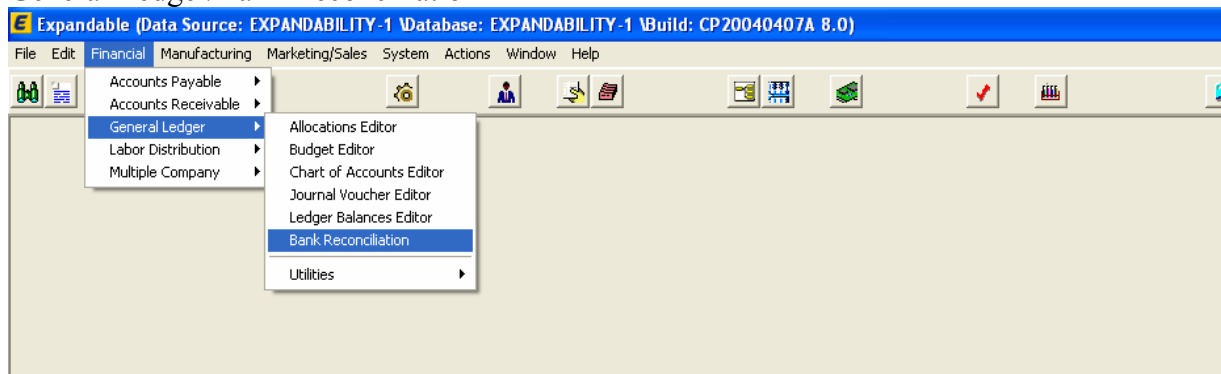 Expandable (Data Source: EXPANDABILITY-1 \Database: EXPANDABILITY-1 \Build: CP20040407A 8.0)
File Edit Financial Manufacturing Marketing/Sales System Actions Window Help
Accounts Payable
Accounts Receivable
General Ledger
Labor Distribution
Multiple Company
Allocations Editor
Budget Editor
Chart of Accounts Editor
Journal Voucher Editor
Ledger Balances Editor
Bank Reconciliation
Utilities